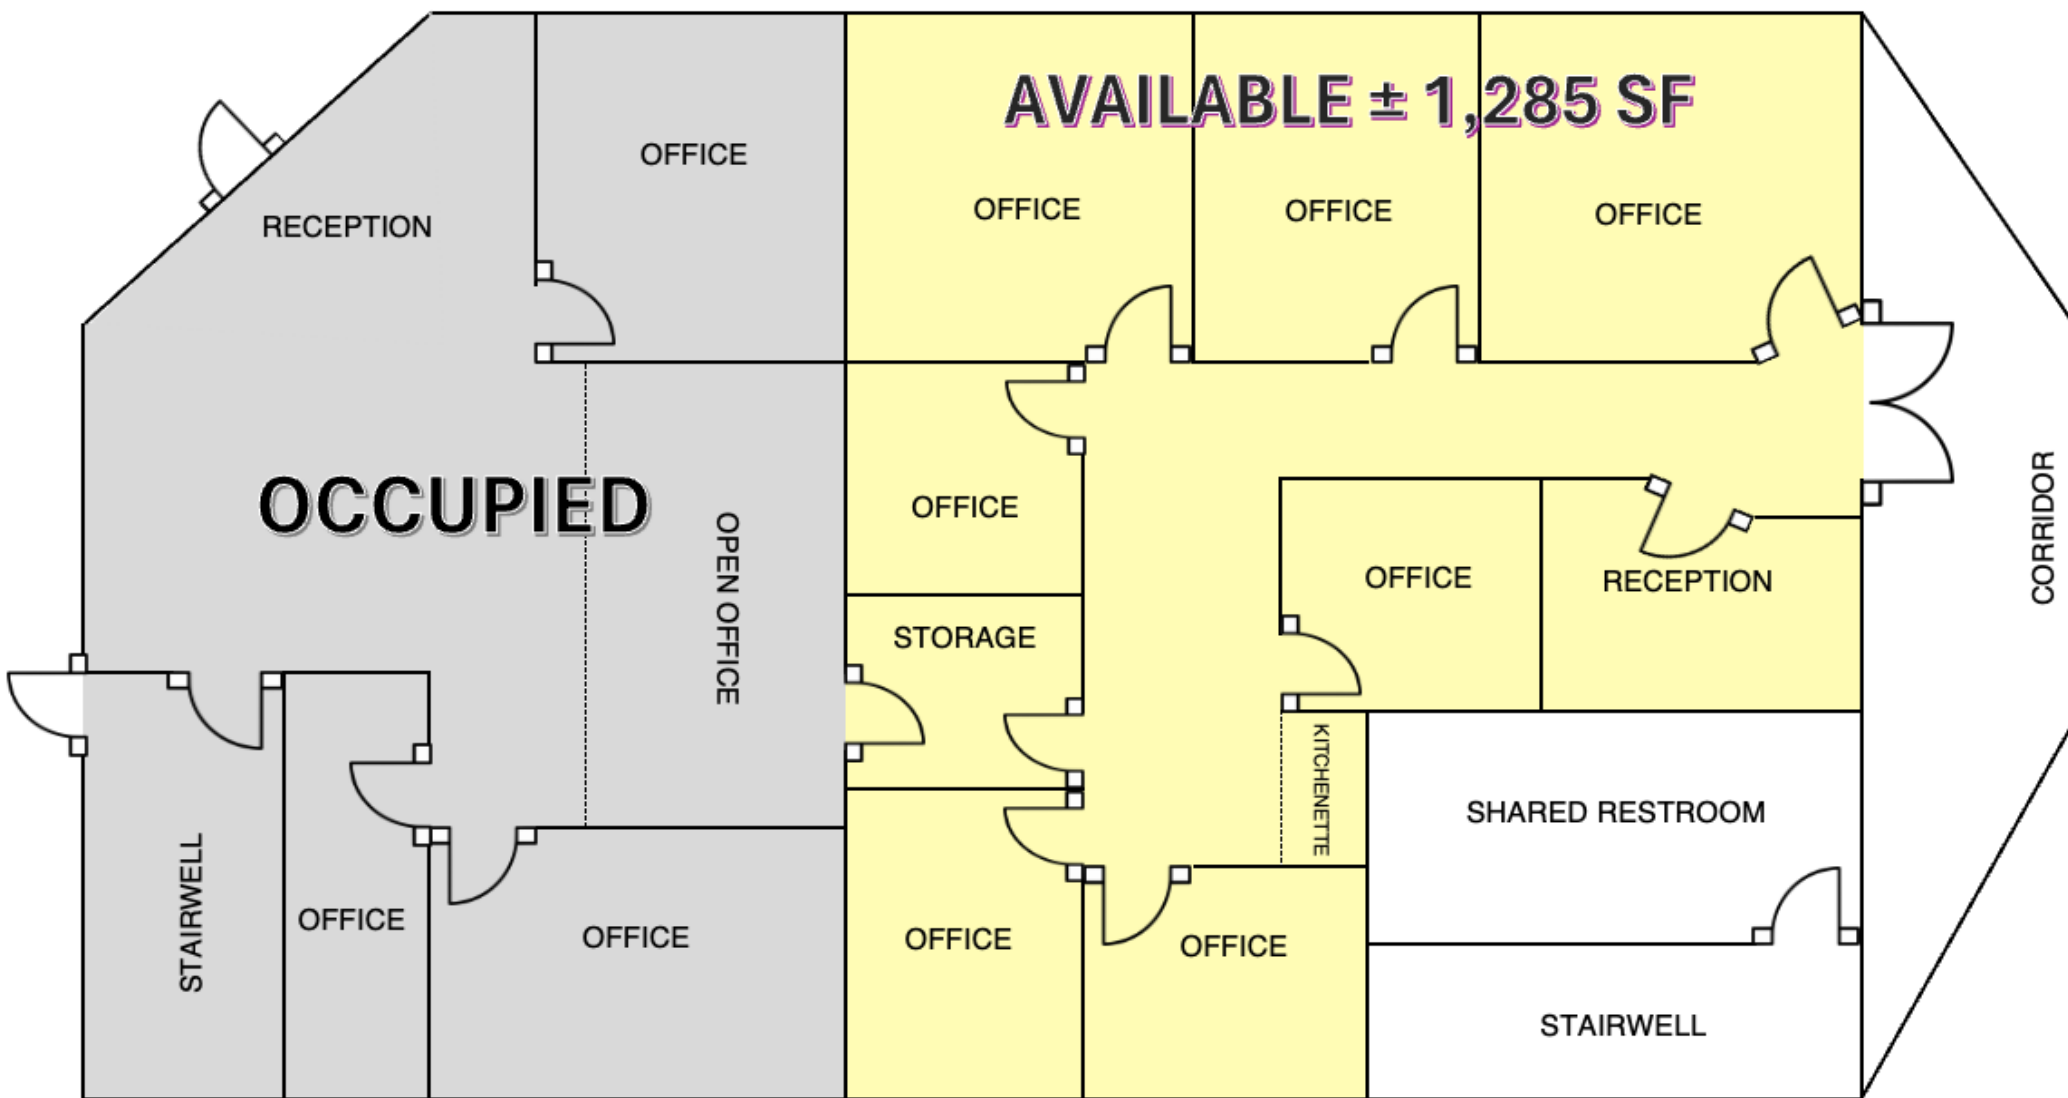 AVAILABLE ± 1,285 SF
OFFICE
RECEPTION
OFFICE
OFFICE
OFFICE
OCCUPIED
OPEN OFFICE
OFFICE
STORAGE
OFFICE
RECEPTION
CORRIDOR
KITCHENETTE
SHARED RESTROOM
STAIRWELL
OFFICE
OFFICE
OFFICE
OFFICE
STAIRWELL